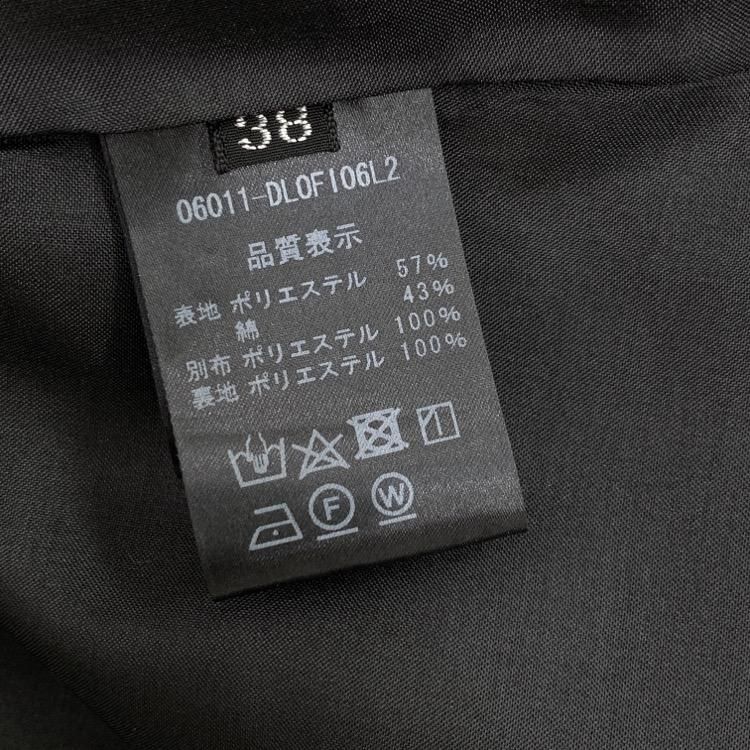 38
06011-DL0FI06L2
品質表示
表地 ポリエステル 57%
綿 43%
別布 ポリエステル 100%
裏地 ポリエステル 100%
F W